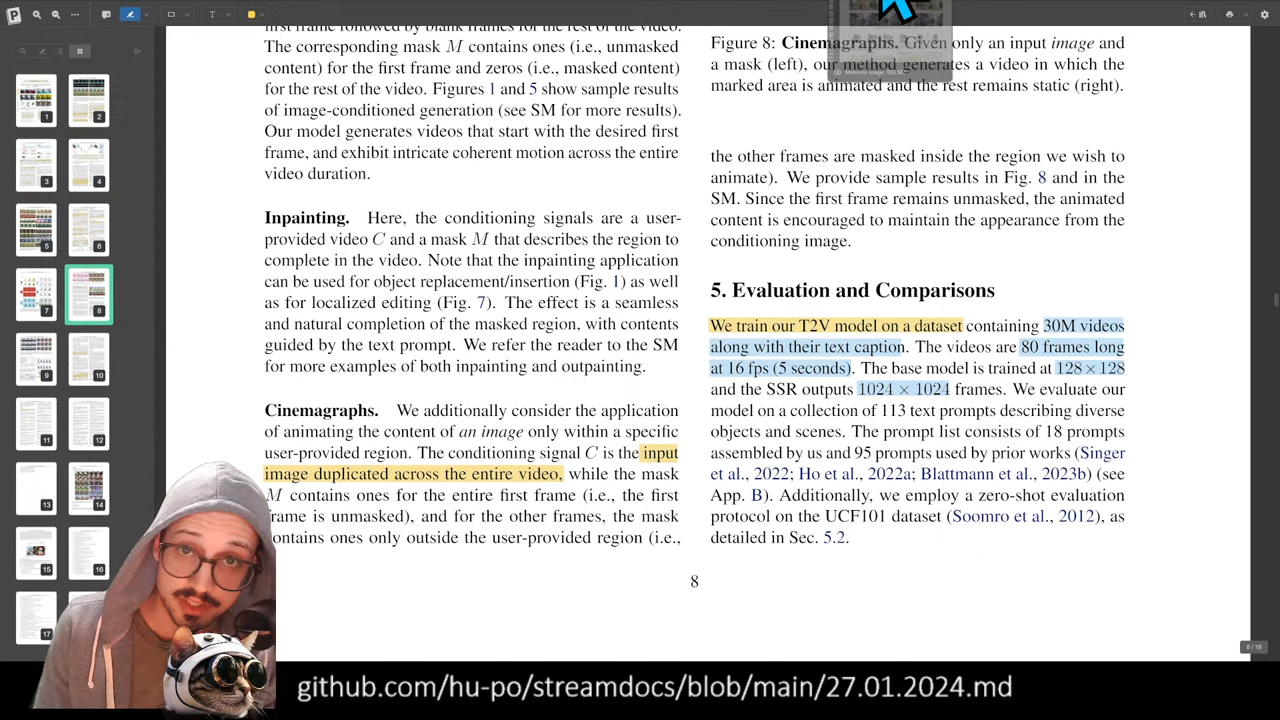 first frame followed by blank frames for the rest of the video.
The corresponding mask M contains ones (i.e., unmasked
content) for the first frame and zeros (i.e., masked content)
for the rest of the video. Figures 1 and 5 show sample results
of image-conditioned generation (see SM for more results).
Our model generates videos that start with the desired first
frame, and exhibit intricate coherent motion across the entire
video duration.
Inpainting. Here, the conditioning signals are a user-
provided video C and a mask M that describes the region to
complete in the video. Note that the inpainting application
can be used for object replacement/insertion (Fig. 1) as well
as for localized editing (Fig. 7). The effect is a seamless
and natural completion of the masked region, with contents
guided by the text prompt. We refer the reader to the SM
for more examples of both inpainting and outpainting.
Cinemagraphs. We additionally consider the application
of animating the content of an image only within a specific
user-provided region. The conditioning signal C is the input
image duplicated across the entire video, while the mask
M contains ones for the entire first frame (i.e., the first
frame is unmasked), and for the other frames, the mask
contains ones only outside the user-provided region (i.e.,
Figure 8: Cinemagraphs. Given only an input image and
a mask (left), our method generates a video in which the
marked area is animated and the rest remains static (right).
the other frames are masked inside the region we wish to
animate). We provide sample results in Fig. 8 and in the
SM. Since the first frame remains unmasked, the animated
content is encouraged to maintain the appearance from the
conditioning image.
5. Evaluation and Comparisons
We train our T2V model on a dataset containing 30M videos
along with their text caption. The videos are 80 frames long
at 16 fps (5 seconds). The base model is trained at 128×128
and the SSR outputs 1024 × 1024 frames. We evaluate our
model on a collection of 113 text prompts describing diverse
objects and scenes. The prompt list consists of 18 prompts
assembled by us and 95 prompts used by prior works (Singer
et al., 2022; Ho et al., 2022a; Blattmann et al., 2023b) (see
App. B). Additionally, we employ a zero-shot evaluation
protocol on the UCF101 dataset (Soomro et al., 2012), as
detailed in Sec. 5.2.
8
1
2
3
4
5
6
7
8
9
10
11
12
13
14
15
16
17
8 / 18
github.com/hu-po/streamdocs/blob/main/27.01.2024.md